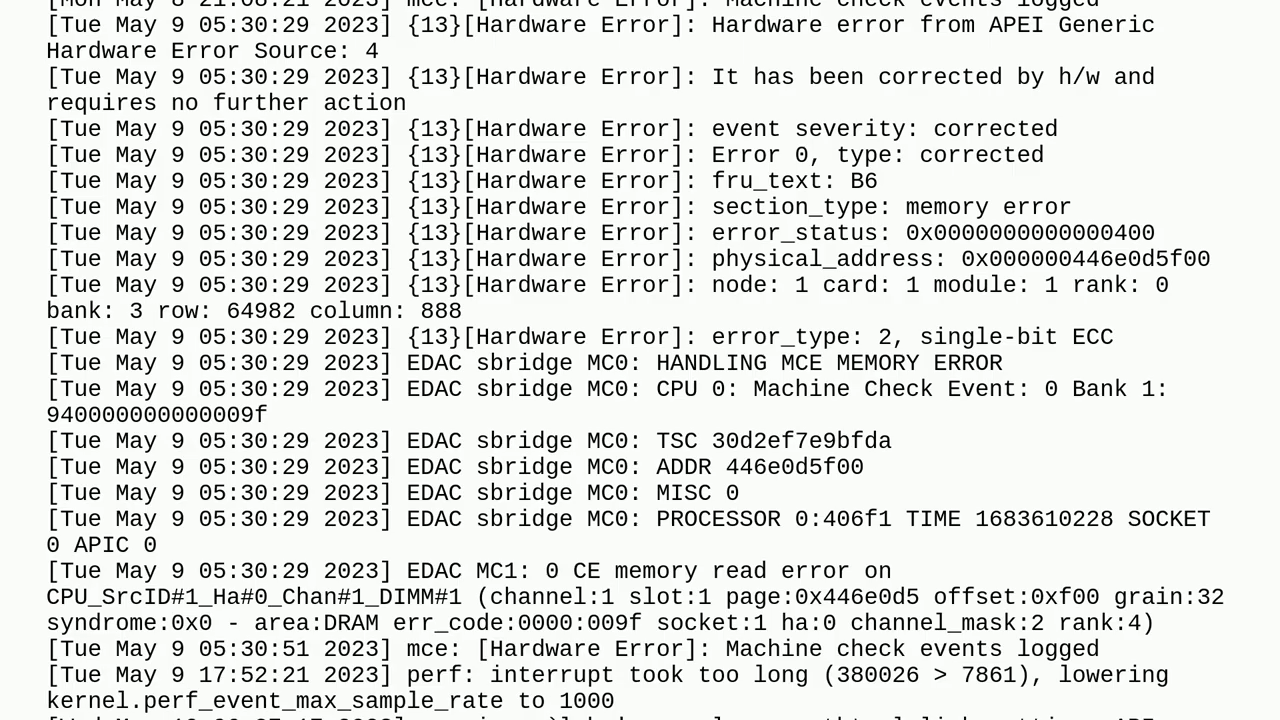 [Mon May 8 21:08:21 2023] mce: [Hardware Error]: Machine check events logged
[Tue May 9 05:30:29 2023] {13}[Hardware Error]: Hardware error from APEI Generic
Hardware Error Source: 4
[Tue May 9 05:30:29 2023] {13}[Hardware Error]: It has been corrected by h/w and
requires no further action
[Tue May 9 05:30:29 2023] {13}[Hardware Error]: event severity: corrected
[Tue May 9 05:30:29 2023] {13}[Hardware Error]: Error 0, type: corrected
[Tue May 9 05:30:29 2023] {13}[Hardware Error]: fru_text: B6
[Tue May 9 05:30:29 2023] {13}[Hardware Error]: section_type: memory error
[Tue May 9 05:30:29 2023] {13}[Hardware Error]: error_status: 0x0000000000000400
[Tue May 9 05:30:29 2023] {13}[Hardware Error]: physical_address: 0x000000446e0d5f00
[Tue May 9 05:30:29 2023] {13}[Hardware Error]: node: 1 card: 1 module: 1 rank: 0
bank: 3 row: 64982 column: 888
[Tue May 9 05:30:29 2023] {13}[Hardware Error]: error_type: 2, single-bit ECC
[Tue May 9 05:30:29 2023] EDAC sbridge MC0: HANDLING MCE MEMORY ERROR
[Tue May 9 05:30:29 2023] EDAC sbridge MC0: CPU 0: Machine Check Event: 0 Bank 1:
940000000000009f
[Tue May 9 05:30:29 2023] EDAC sbridge MC0: TSC 30d2ef7e9bfda
[Tue May 9 05:30:29 2023] EDAC sbridge MC0: ADDR 446e0d5f00
[Tue May 9 05:30:29 2023] EDAC sbridge MC0: MISC 0
[Tue May 9 05:30:29 2023] EDAC sbridge MC0: PROCESSOR 0:406f1 TIME 1683610228 SOCKET
0 APIC 0
[Tue May 9 05:30:29 2023] EDAC MC1: 0 CE memory read error on
CPU_SrcID#1_Ha#0_Chan#1_DIMM#1 (channel:1 slot:1 page:0x446e0d5 offset:0xf00 grain:32
syndrome:0x0 - area:DRAM err_code:0000:009f socket:1 ha:0 channel_mask:2 rank:4)
[Tue May 9 05:30:51 2023] mce: [Hardware Error]: Machine check events logged
[Tue May 9 17:52:21 2023] perf: interrupt took too long (380026 > 7861), lowering
kernel.perf_event_max_sample_rate to 1000